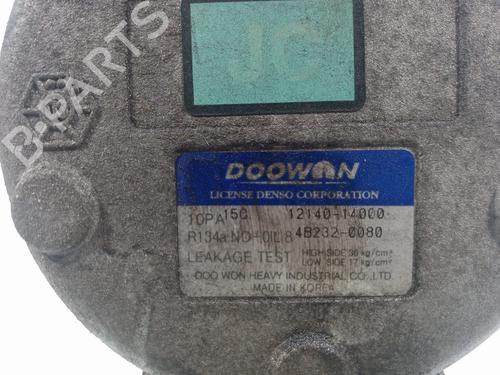 JC
B-PARTS
DOOWON
LICENSE DENSO CORPORATION
10PA15C 12140-14000
R134a ND-OIL8 4B232-0080
LEAKAGE TEST HIGH SIDE 36 kg/cm²
LOW SIDE 17 kg/cm²
DOO WON HEAVY INDUSTRIAL CO.,LTD.
MADE IN KOREA